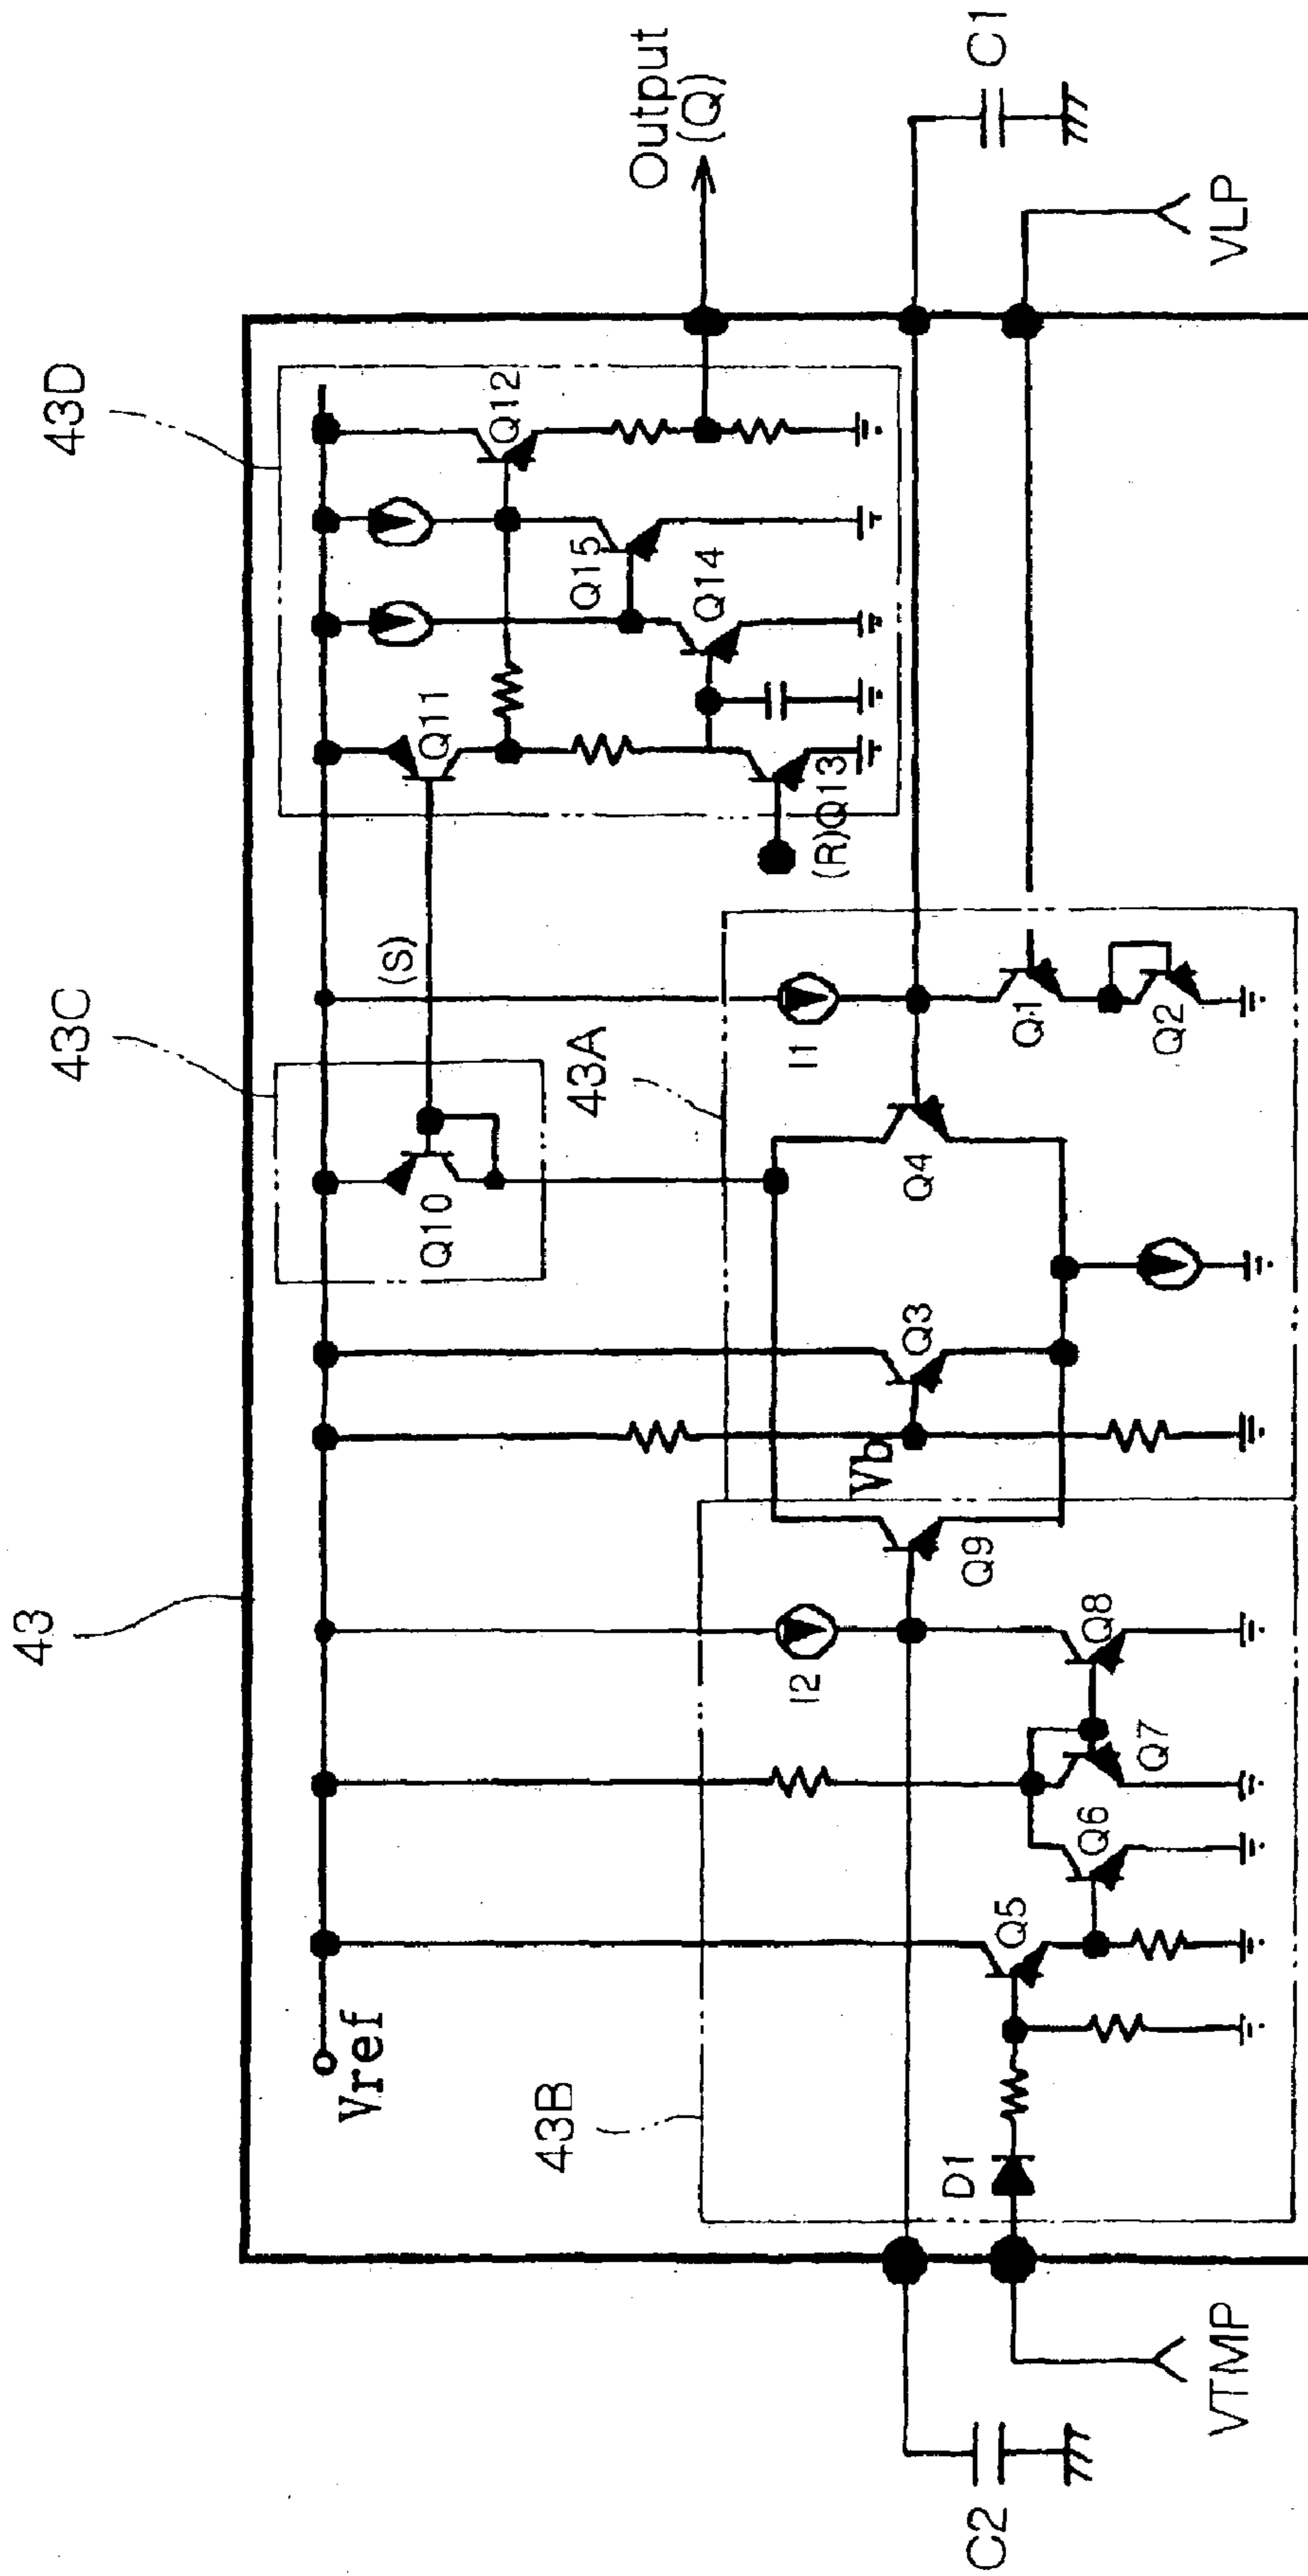 43
43C
43D
Vref
Q10
(S)
Q11
Q12
Output
(Q)
Q15
Q14
(R)
Q13
43B
43A
I2
I1
Vb
Q3
Q4
Q9
Q1
Q2
D1
Q5
Q6
Q7
Q8
C2
VTMP
C1
VLP